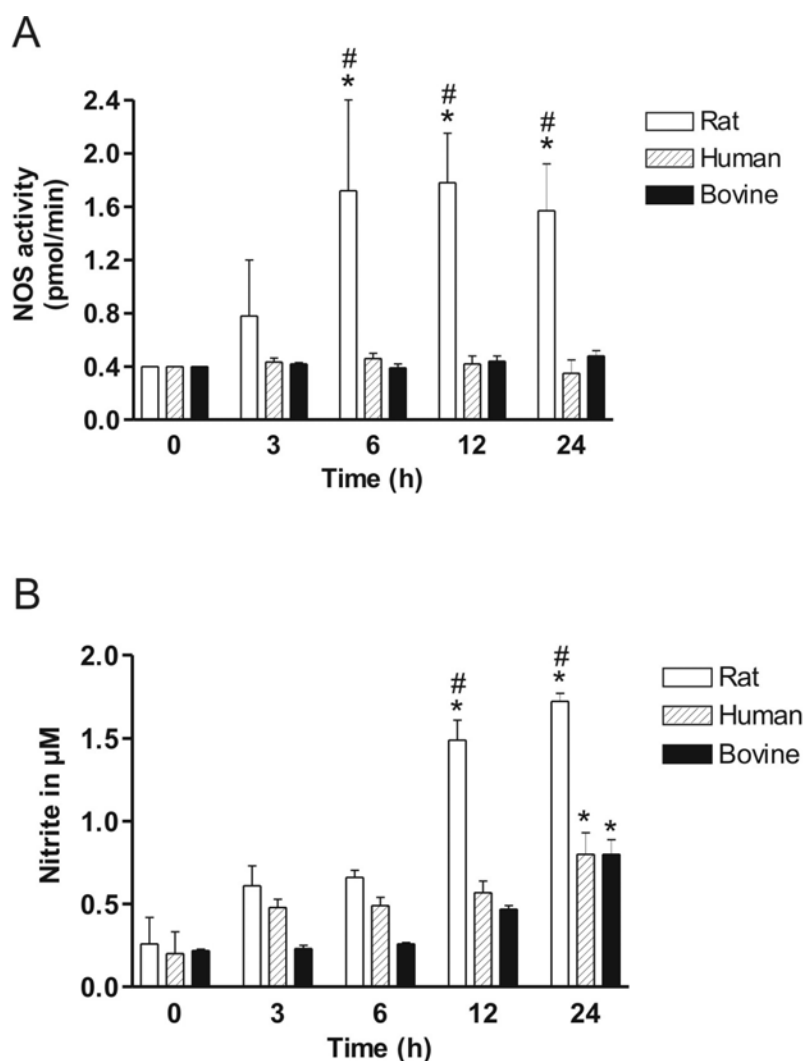 A
# # #
* * *
2.4
2.0
1.6
1.2
0.8
0.4
0.0
NOS activity
(pmol/min)
Rat
Human
Bovine
0 3 6 12 24
Time (h)
B
# #
* * * *
2.0
1.5
1.0
0.5
0.0
Nitrite in µM
Rat
Human
Bovine
0 3 6 12 24
Time (h)